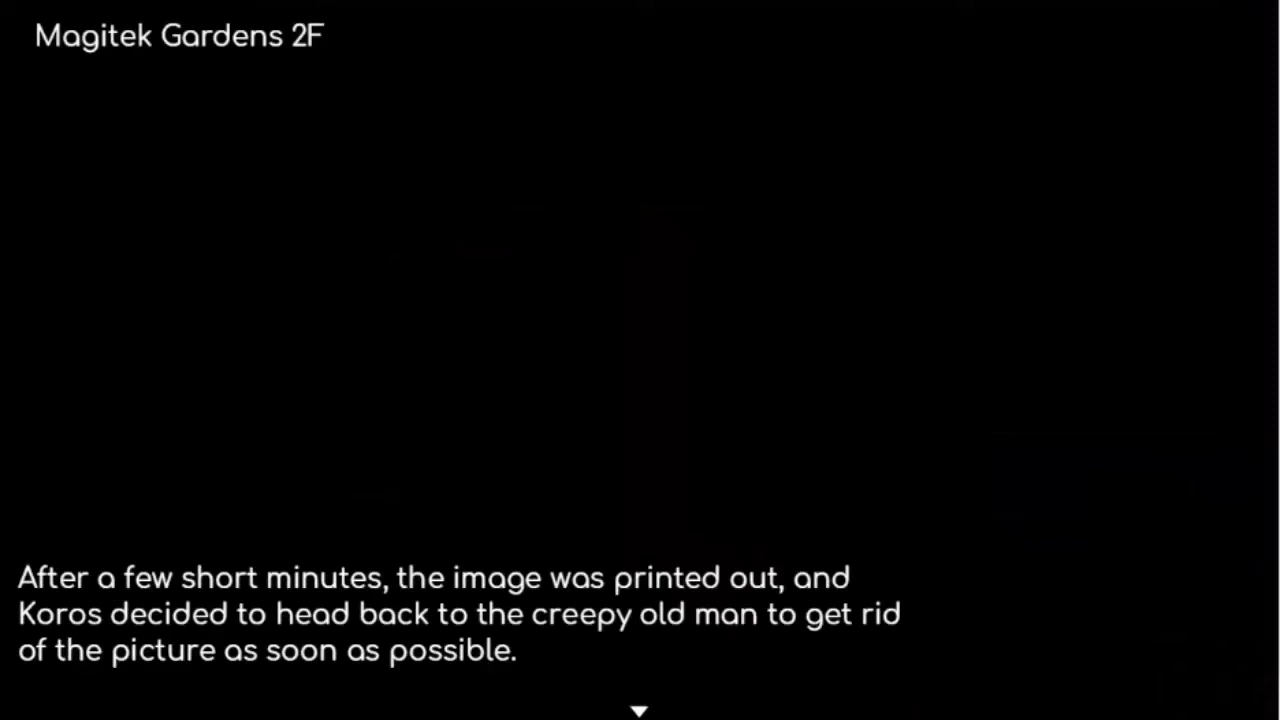 Magitek Gardens 2F
After a few short minutes, the image was printed out, and
Koros decided to head back to the creepy old man to get rid
of the picture as soon as possible.